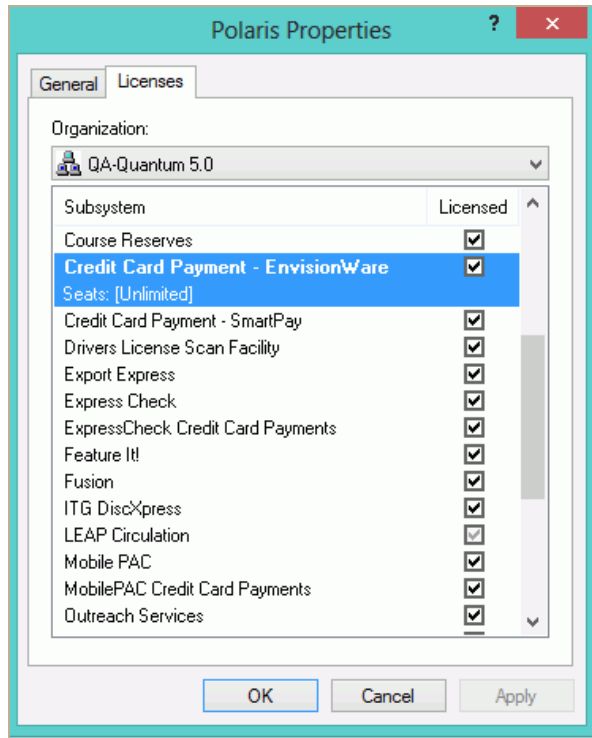 Polaris Properties
?
General Licenses
Organization:
QA-Quantum 5.0
Subsystem Licensed
Course Reserves
Credit Card Payment - EnvisionWare
Seats: [Unlimited]
Credit Card Payment - SmartPay
Drivers License Scan Facility
Export Express
Express Check
ExpressCheck Credit Card Payments
Feature It!
Fusion
ITG DiscXpress
LEAP Circulation
Mobile PAC
MobilePAC Credit Card Payments
Outreach Services
OK Cancel Apply